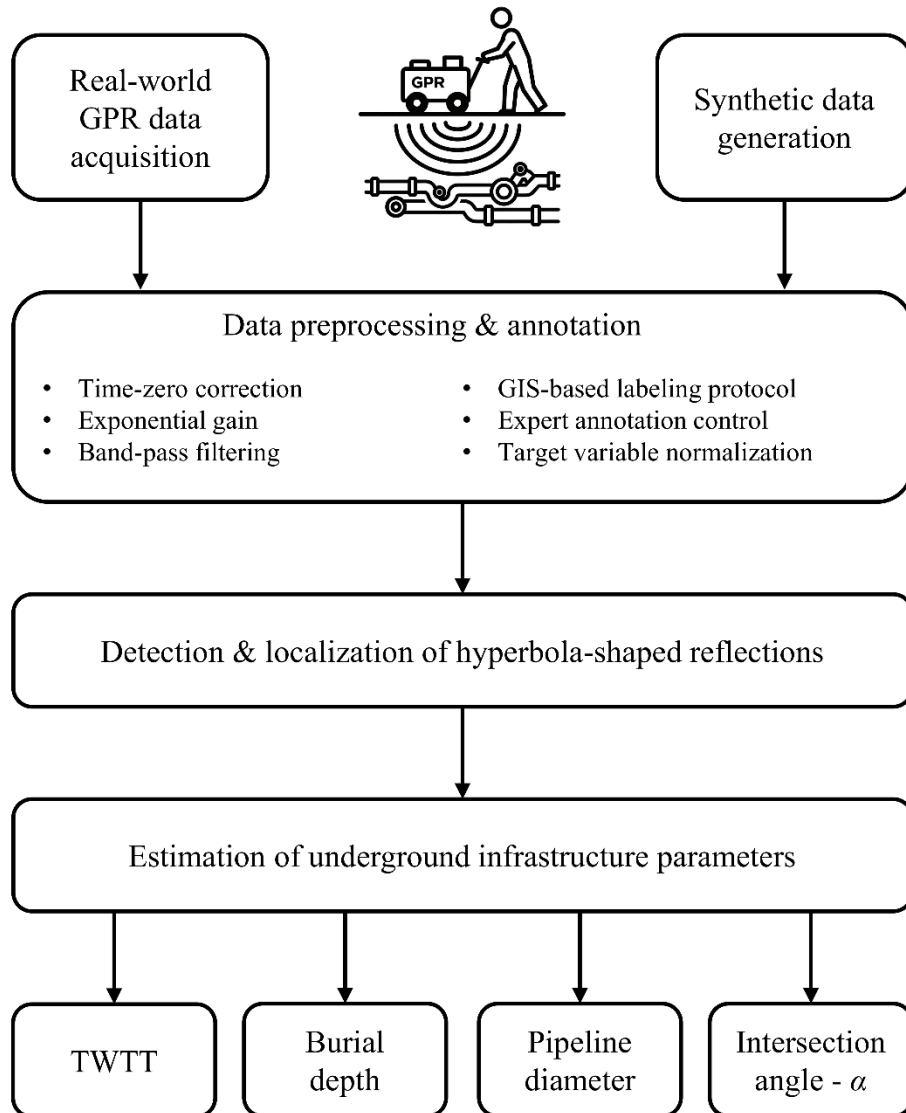 Real-world
GPR data
acquisition
GPR
Synthetic data
generation
Data preprocessing & annotation
• Time-zero correction
• Exponential gain
• Band-pass filtering
• GIS-based labeling protocol
• Expert annotation control
• Target variable normalization
Detection & localization of hyperbola-shaped reflections
Estimation of underground infrastructure parameters
TWTT
Burial
depth
Pipeline
diameter
Intersection
angle - α